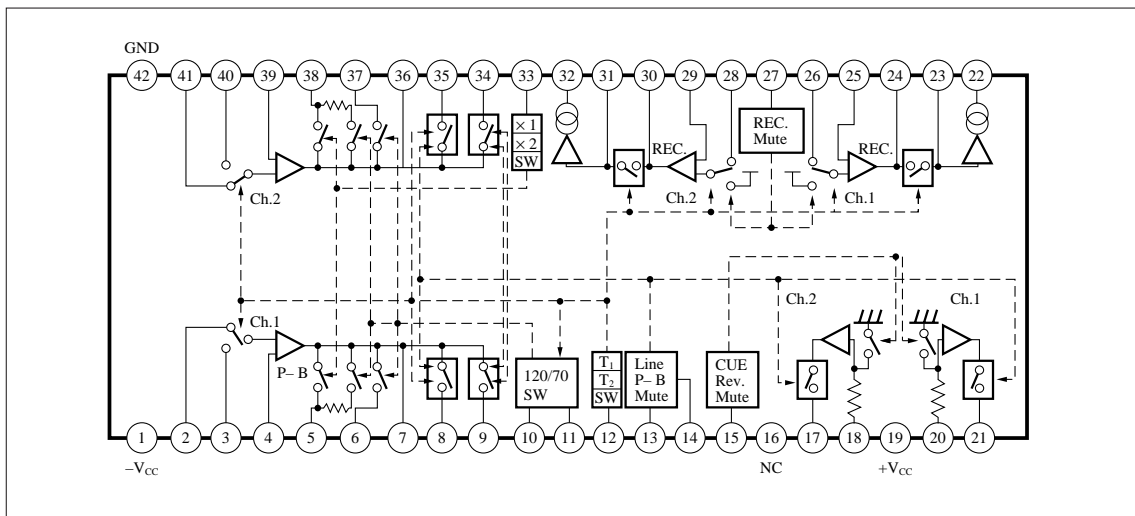 GND
42 41 40 39 38 37 36 35 34 33 32 31 30 29 28 27 26 25 24 23 22
× 1
× 2
SW
REC.
REC.
Mute
REC.
Ch.2
Ch.2
Ch.1
Ch.1
P– B
120/70
SW
T1
T2
SW
Line
P– B
Mute
CUE
Rev.
Mute
Ch.2
Ch.1
1 2 3 4 5 6 7 8 9 10 11 12 13 14 15 16 17 18 19 20 21
–VCC
NC
+VCC